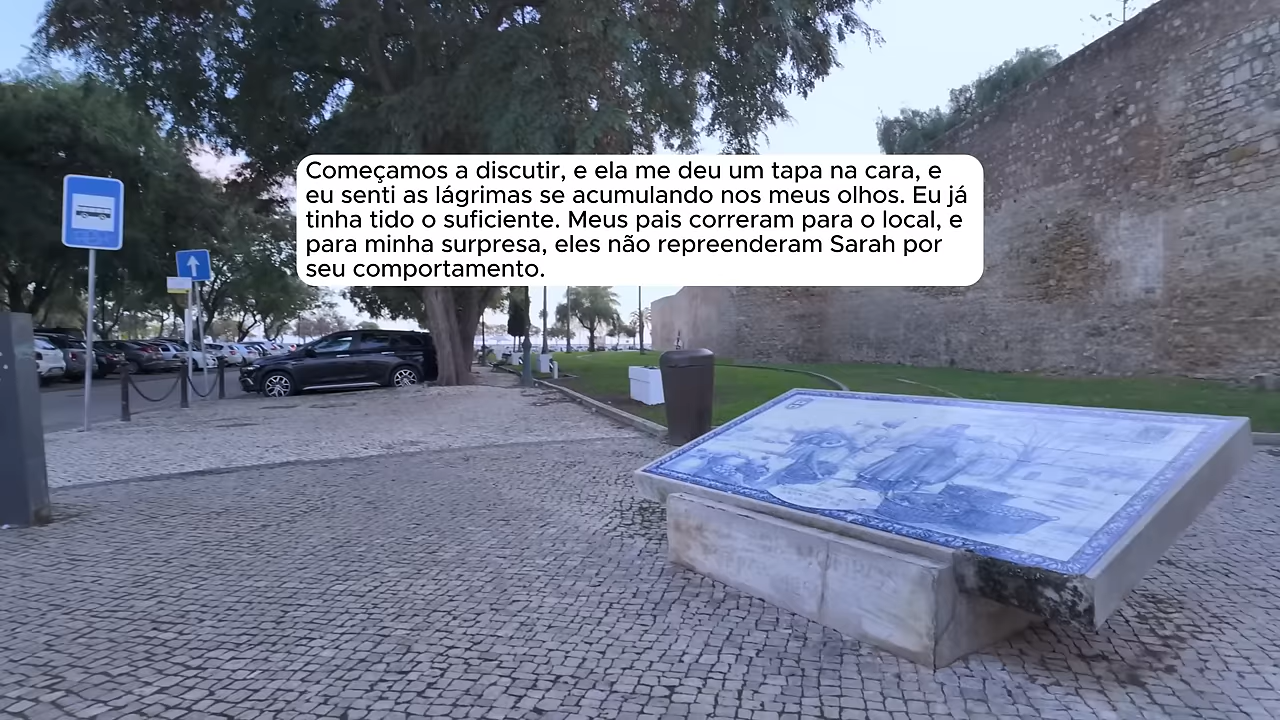 Começamos a discutir, e ela me deu um tapa na cara, e
eu senti as lágrimas se acumulando nos meus olhos. Eu já
tinha tido o suficiente. Meus pais correram para o local, e
para minha surpresa, eles não repreenderam Sarah por
seu comportamento.